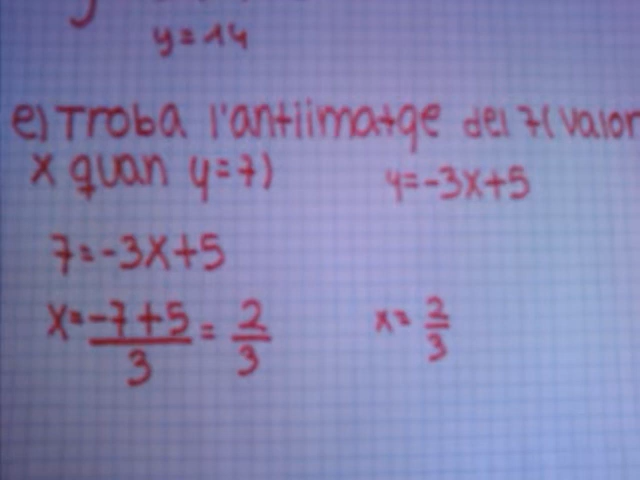 y=14
e) Troba l'antiimatge del 7 (valor
x quan y=7)
y=-3x+5
7=-3x+5
x=-7+5/3=2/3
x=2/3